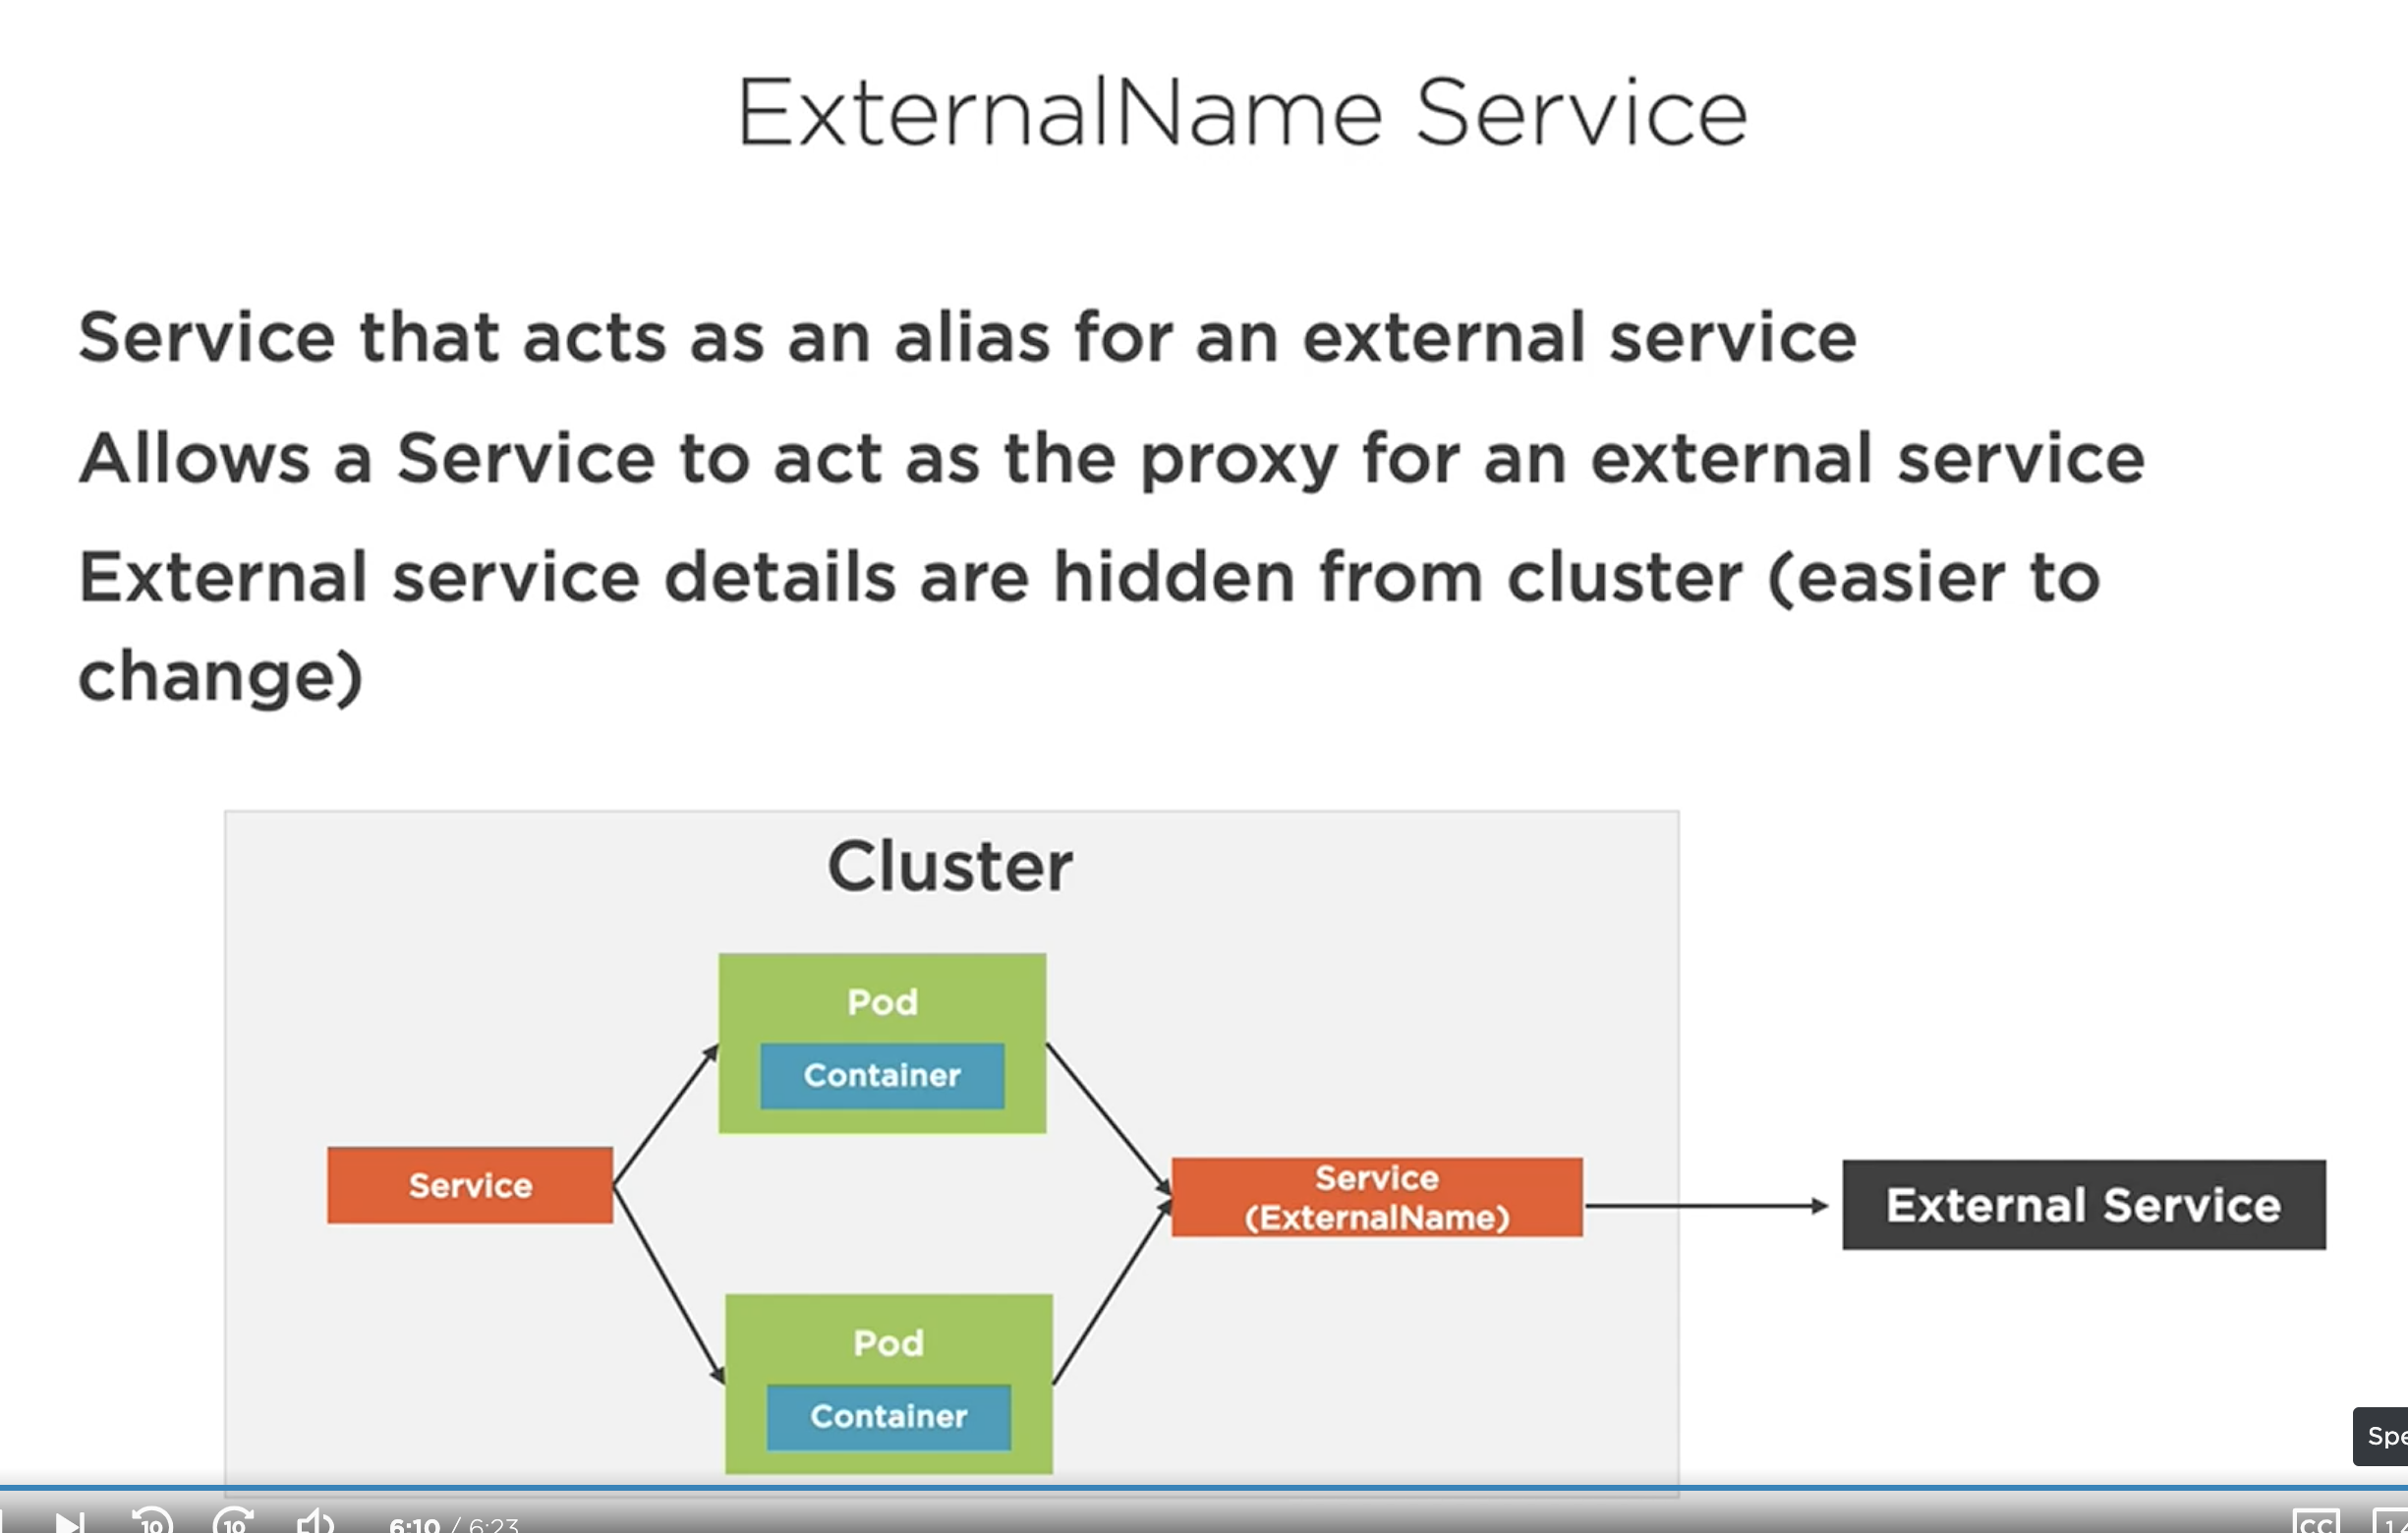 ExternalName Service
Service that acts as an alias for an external service
Allows a Service to act as the proxy for an external service
External service details are hidden from cluster (easier to
change)
Cluster
Pod
Container
Service
Service
(ExternalName)
External Service
Pod
Container
10
10
6:10 / 6:23
CC